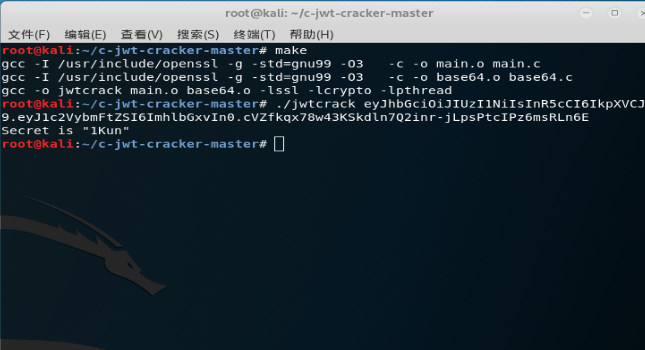 root@kali: ~/c-jwt-cracker-master
文件(F) 编辑(E) 查看(V) 搜索(S) 终端(T) 帮助(H)
root@kali:~/c-jwt-cracker-master# make
gcc -I /usr/include/openssl -g -std=gnu99 -O3   -c -o main.o main.c
gcc -I /usr/include/openssl -g -std=gnu99 -O3   -c -o base64.o base64.c
gcc -o jwtcrack main.o base64.o -lssl -lcrypto -lpthread
root@kali:~/c-jwt-cracker-master# ./jwtcrack eyJhbGciOiJIUzI1NiIsInR5cCI6IkpXVCJ
9.eyJ1c2VybmFtZSI6ImhlbGxvIn0.cVZfkqx78w43KSkdln7Q2inr-jLpsPtcIPz6msRLn6E
Secret is "1Kun"
root@kali:~/c-jwt-cracker-master#